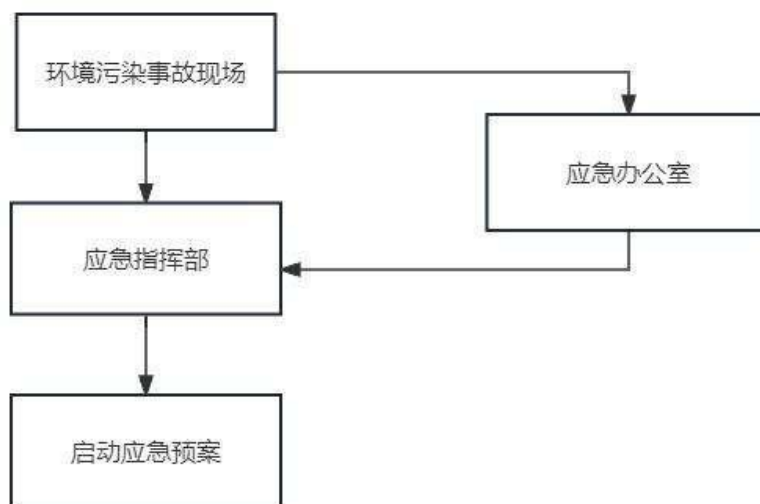 环境污染事故现场
应急办公室
应急指挥部
启动应急预案